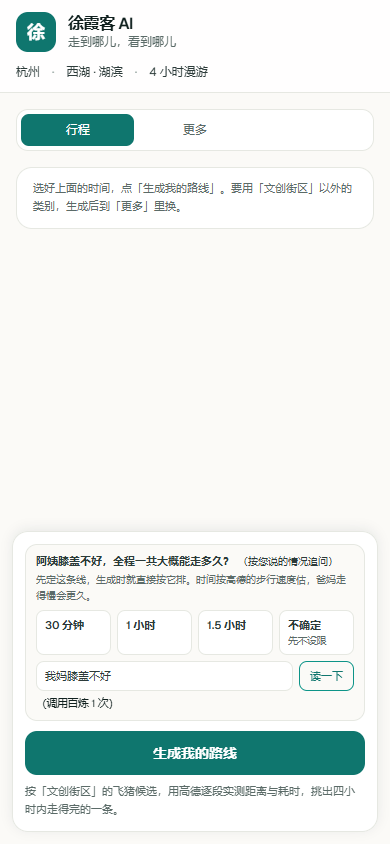 徐
徐霞客 AI
走到哪儿，看到哪儿
杭州 · 西湖 · 湖滨 · 4 小时漫游
行程
更多
选好上面的时间，点「生成我的路线」。要用「文创街区」以外的
类别，生成后到「更多」里换。
阿姨膝盖不好，全程一共大概能走多久？ （按您说的情况追问）
先定这条线，生成时就直接按它排。时间按高德的步行速度估，爸妈走
得慢会更久。
30 分钟
1 小时
1.5 小时
不确定
先不设限
我妈膝盖不好
读一下
(调用百炼 1 次)
生成我的路线
按「文创街区」的飞猪候选，用高德逐段实测距离与耗时，挑出四小
时内走得完的一条。